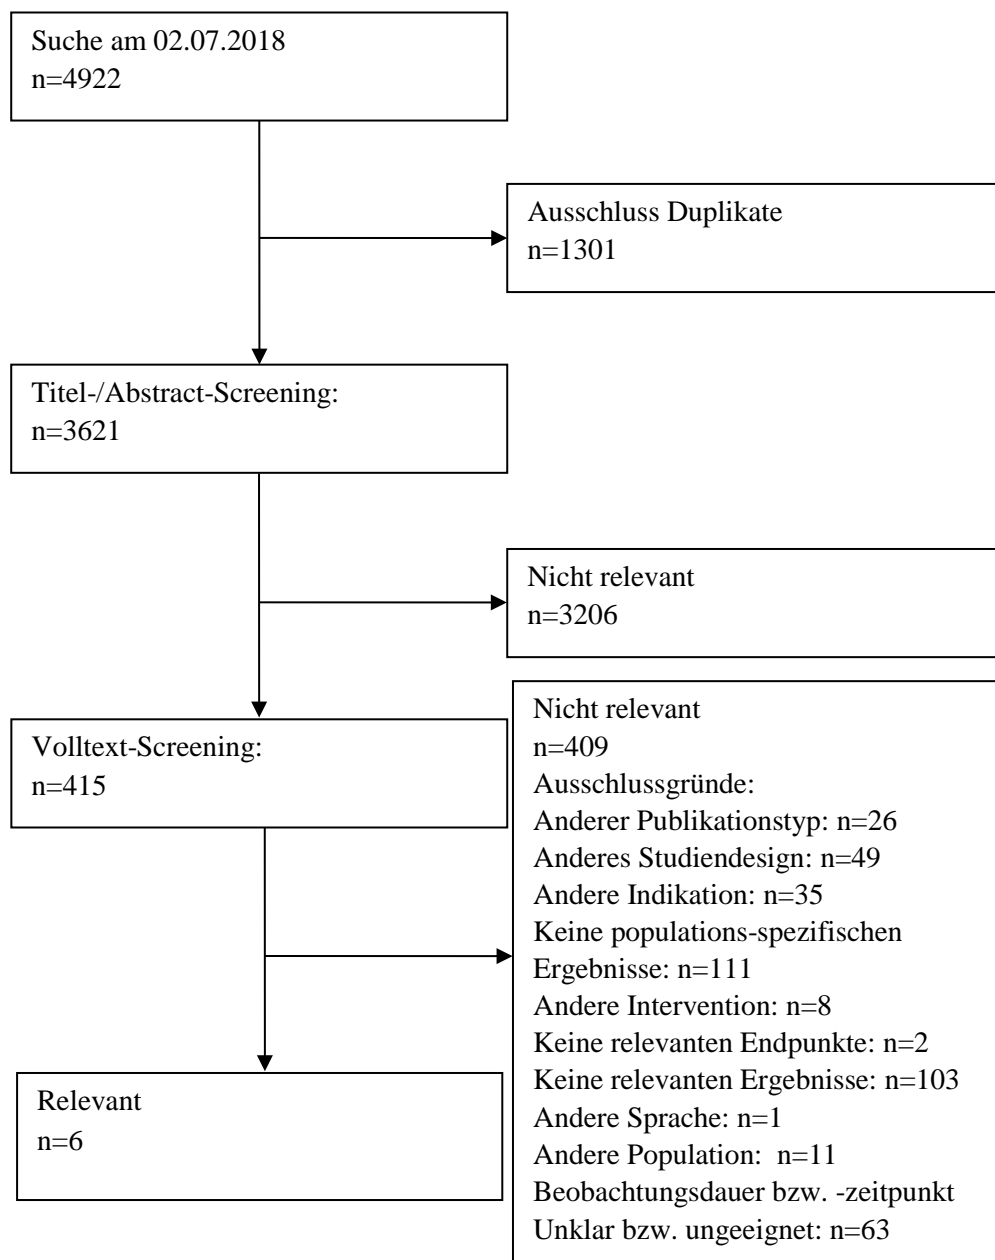 Suche am 02.07.2018
n=4922
Ausschluss Duplikate
n=1301
Titel-/Abstract-Screening:
n=3621
Nicht relevant
n=3206
Volltext-Screening:
n=415
Nicht relevant
n=409
Ausschlussgründe:
Anderer Publikationstyp: n=26
Anderes Studiendesign: n=49
Andere Indikation: n=35
Keine populations-spezifischen
Ergebnisse: n=111
Andere Intervention: n=8
Keine relevanten Endpunkte: n=2
Keine relevanten Ergebnisse: n=103
Andere Sprache: n=1
Andere Population:  n=11
Beobachtungsdauer bzw. -zeitpunkt
Unklar bzw. ungeeignet: n=63
Relevant
n=6